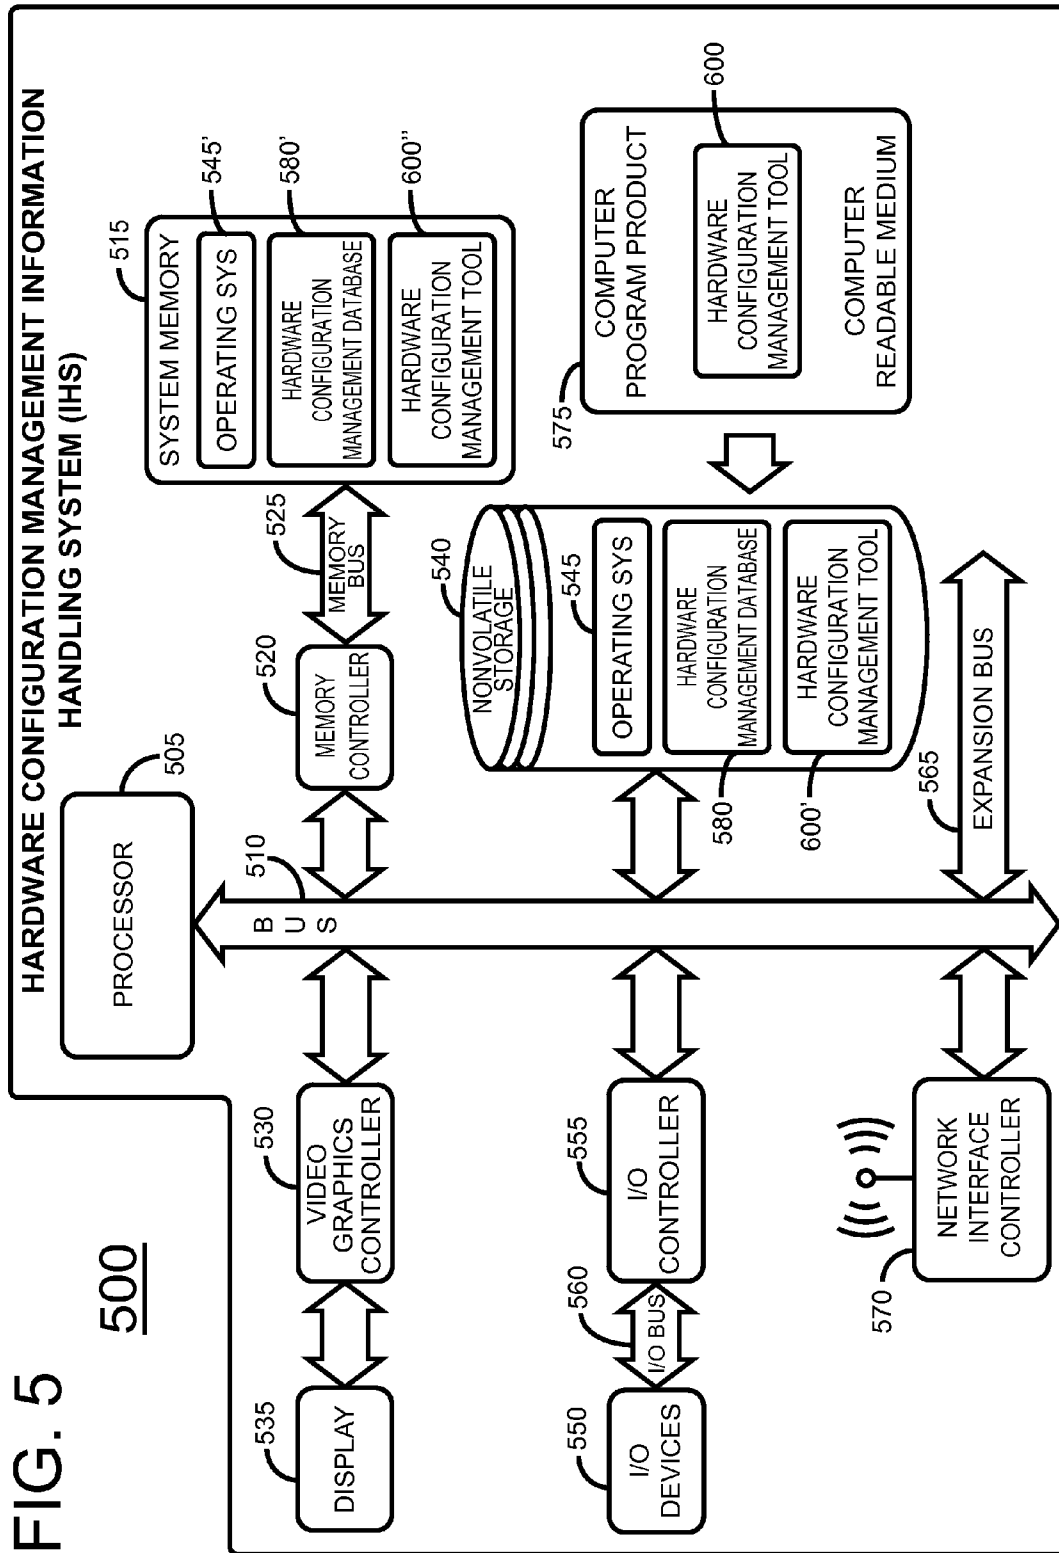 FIG. 5
500
HARDWARE CONFIGURATION MANAGEMENT INFORMATION
HANDLING SYSTEM (IHS)
PROCESSOR
505
BUS
510
DISPLAY
535
VIDEO
GRAPHICS
CONTROLLER
530
MEMORY
CONTROLLER
520
MEMORY
BUS
525
SYSTEM MEMORY
515
OPERATING SYS
545'
HARDWARE
CONFIGURATION
MANAGEMENT DATABASE
580'
HARDWARE
CONFIGURATION
MANAGEMENT TOOL
600''
I/O
DEVICES
550
I/O BUS
560
I/O
CONTROLLER
555
NONVOLATILE
STORAGE
540
OPERATING SYS
545
HARDWARE
CONFIGURATION
MANAGEMENT DATABASE
580
HARDWARE
CONFIGURATION
MANAGEMENT TOOL
600'
COMPUTER
PROGRAM PRODUCT
575
HARDWARE
CONFIGURATION
MANAGEMENT TOOL
600
COMPUTER
READABLE MEDIUM
NETWORK
INTERFACE
CONTROLLER
570
EXPANSION BUS
565